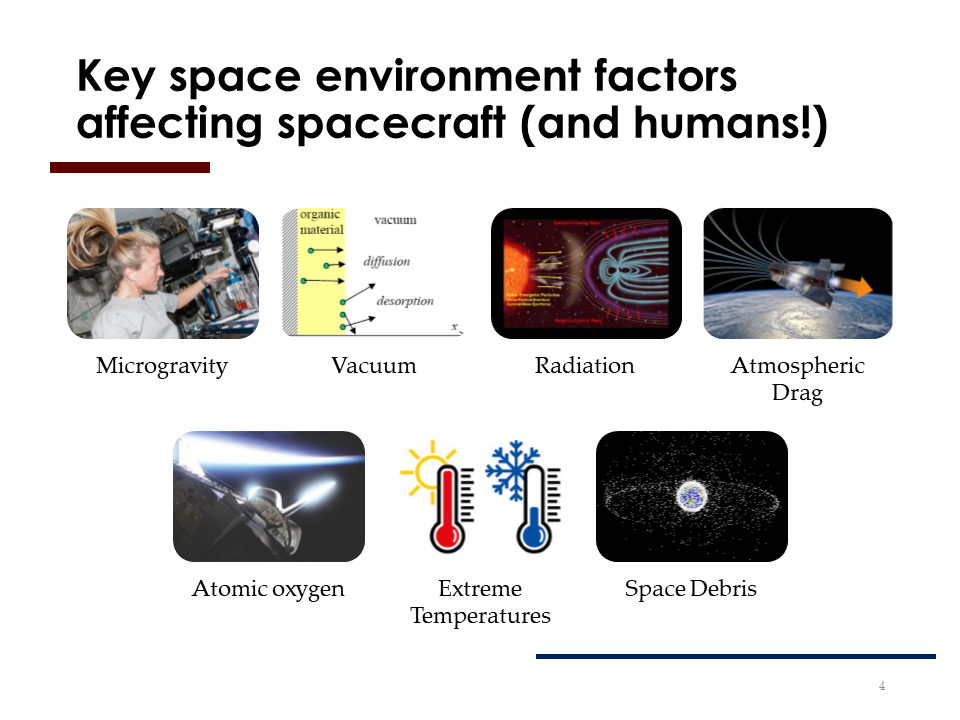 Key space environment factors
affecting spacecraft (and humans!)
organic
material
vacuum
diffusion
desorption
x
Microgravity
Vacuum
Radiation
Atmospheric
Drag
Atomic oxygen
Extreme
Temperatures
Space Debris
4